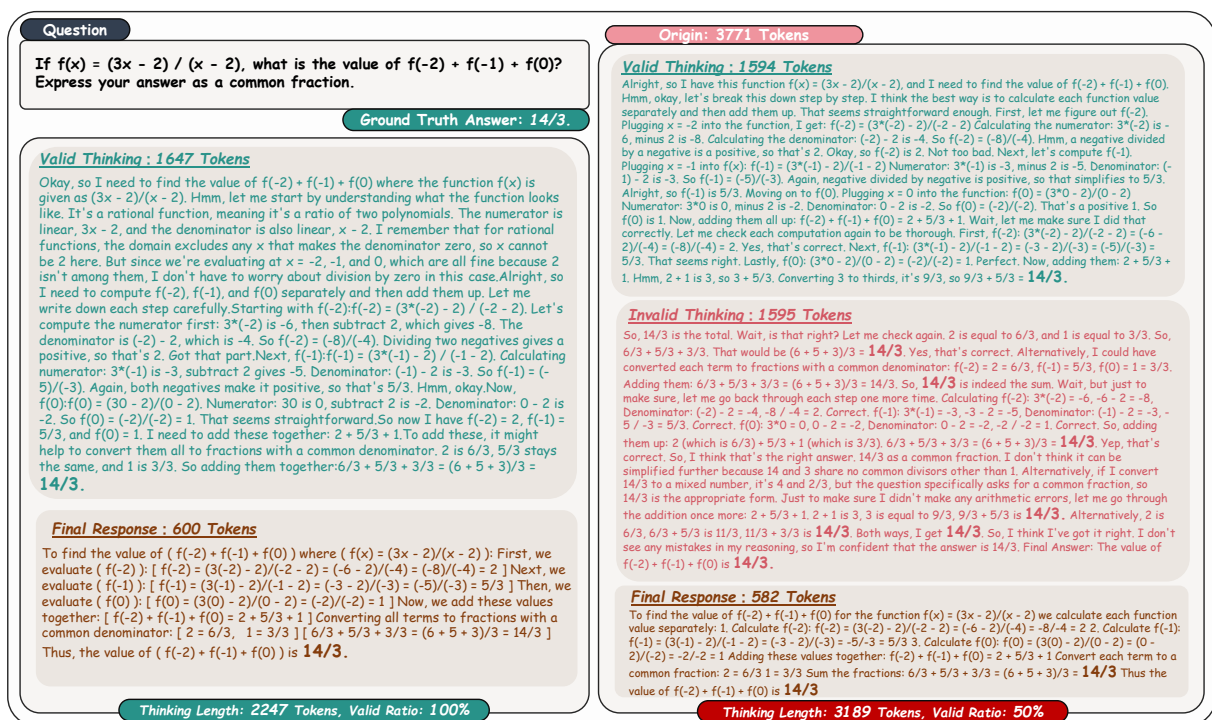 Question
If f(x) = (3x - 2) / (x - 2), what is the value of f(-2) + f(-1) + f(0)?
Express your answer as a common fraction.
Ground Truth Answer: 14/3.
Valid Thinking : 1647 Tokens
Okay, so I need to find the value of f(-2) + f(-1) + f(0) where the function f(x) is
given as (3x - 2)/(x - 2). Hmm, let me start by understanding what the function looks
like. It's a rational function, meaning it's a ratio of two polynomials. The numerator is
linear, 3x - 2, and the denominator is also linear, x - 2. I remember that for rational
functions, the domain excludes any x that makes the denominator zero, so x cannot
be 2 here. But since we're evaluating at x = -2, -1, and 0, which are all fine because 2
isn't among them, I don't have to worry about division by zero in this case.Alright, so
I need to compute f(-2), f(-1), and f(0) separately and then add them up. Let me
write down each step carefully.Starting with f(-2):f(-2) = (3*(-2) - 2) / (-2 - 2). Let's
compute the numerator first: 3*(-2) is -6, then subtract 2, which gives -8. The
denominator is (-2) - 2, which is -4. So f(-2) = (-8)/(-4). Dividing two negatives gives a
positive, so that's 2. Got that part.Next, f(-1):f(-1) = (3*(-1) - 2) / (-1 - 2). Calculating
numerator: 3*(-1) is -3, subtract 2 gives -5. Denominator: (-1) - 2 is -3. So f(-1) = (-
5)/(-3). Again, both negatives make it positive, so that's 5/3. Hmm, okay.Now,
f(0):f(0) = (30 - 2)/(0 - 2). Numerator: 30 is 0, subtract 2 is -2. Denominator: 0 - 2 is
-2. So f(0) = (-2)/(-2) = 1. That seems straightforward.So now I have f(-2) = 2, f(-1) =
5/3, and f(0) = 1. I need to add these together: 2 + 5/3 + 1.To add these, it might
help to convert them all to fractions with a common denominator. 2 is 6/3, 5/3 stays
the same, and 1 is 3/3. So adding them together:6/3 + 5/3 + 3/3 = (6 + 5 + 3)/3 =
14/3.
Final Response : 600 Tokens
To find the value of ( f(-2) + f(-1) + f(0) ) where ( f(x) = (3x - 2)/(x - 2) ): First, we
evaluate ( f(-2) ): [ f(-2) = (3(-2) - 2)/(-2 - 2) = (-6 - 2)/(-4) = (-8)/(-4) = 2 ] Next, we
evaluate ( f(-1) ): [ f(-1) = (3(-1) - 2)/(-1 - 2) = (-3 - 2)/(-3) = (-5)/(-3) = 5/3 ] Then, we
evaluate ( f(0) ): [ f(0) = (3(0) - 2)/(0 - 2) = (-2)/(-2) = 1 ] Now, we add these values
together: [ f(-2) + f(-1) + f(0) = 2 + 5/3 + 1 ] Converting all terms to fractions with a
common denominator: [ 2 = 6/3, 1 = 3/3 ] [ 6/3 + 5/3 + 3/3 = (6 + 5 + 3)/3 = 14/3 ]
Thus, the value of ( f(-2) + f(-1) + f(0) ) is 14/3.
Thinking Length: 2247 Tokens, Valid Ratio: 100%
Origin: 3771 Tokens
Valid Thinking : 1594 Tokens
Alright, so I have this function f(x) = (3x - 2)/(x - 2), and I need to find the value of f(-2) + f(-1) + f(0).
Hmm, okay, let's break this down step by step. I think the best way is to calculate each function value
separately and then add them up. That seems straightforward enough. First, let me figure out f(-2).
Plugging x = -2 into the function, I get: f(-2) = (3*(-2) - 2)/(-2 - 2) Calculating the numerator: 3*(-2) is -
6, minus 2 is -8. Calculating the denominator: (-2) - 2 is -4. So f(-2) = (-8)/(-4). Hmm, a negative divided
by a negative is a positive, so that's 2. Okay, so f(-2) is 2. Not too bad. Next, let's compute f(-1).
Plugging x = -1 into f(x): f(-1) = (3*(-1) - 2)/(-1 - 2) Numerator: 3*(-1) is -3, minus 2 is -5. Denominator: (-
1) - 2 is -3. So f(-1) = (-5)/(-3). Again, negative divided by negative is positive, so that simplifies to 5/3.
Alright, so f(-1) is 5/3. Moving on to f(0). Plugging x = 0 into the function: f(0) = (3*0 - 2)/(0 - 2)
Numerator: 3*0 is 0, minus 2 is -2. Denominator: 0 - 2 is -2. So f(0) = (-2)/(-2). That's a positive 1. So
f(0) is 1. Now, adding them all up: f(-2) + f(-1) + f(0) = 2 + 5/3 + 1. Wait, let me make sure I did that
correctly. Let me check each computation again to be thorough. First, f(-2): (3*(-2) - 2)/(-2 - 2) = (-6 -
2)/(-4) = (-8)/(-4) = 2. Yes, that's correct. Next, f(-1): (3*(-1) - 2)/(-1 - 2) = (-3 - 2)/(-3) = (-5)/(-3) =
5/3. That seems right. Lastly, f(0): (3*0 - 2)/(0 - 2) = (-2)/(-2) = 1. Perfect. Now, adding them: 2 + 5/3 +
1. Hmm, 2 + 1 is 3, so 3 + 5/3. Converting 3 to thirds, it's 9/3, so 9/3 + 5/3 = 14/3.
Invalid Thinking : 1595 Tokens
So, 14/3 is the total. Wait, is that right? Let me check again. 2 is equal to 6/3, and 1 is equal to 3/3. So,
6/3 + 5/3 + 3/3. That would be (6 + 5 + 3)/3 = 14/3. Yes, that's correct. Alternatively, I could have
converted each term to fractions with a common denominator: f(-2) = 2 = 6/3, f(-1) = 5/3, f(0) = 1 = 3/3.
Adding them: 6/3 + 5/3 + 3/3 = (6 + 5 + 3)/3 = 14/3. So, 14/3 is indeed the sum. Wait, but just to
make sure, let me go back through each step one more time. Calculating f(-2): 3*(-2) = -6, -6 - 2 = -8,
Denominator: (-2) - 2 = -4, -8 / -4 = 2. Correct. f(-1): 3*(-1) = -3, -3 - 2 = -5, Denominator: (-1) - 2 = -3, -
5 / -3 = 5/3. Correct. f(0): 3*0 = 0, 0 - 2 = -2, Denominator: 0 - 2 = -2, -2 / -2 = 1. Correct. So, adding
them up: 2 (which is 6/3) + 5/3 + 1 (which is 3/3). 6/3 + 5/3 + 3/3 = (6 + 5 + 3)/3 = 14/3. Yep, that's
correct. So, I think that's the right answer. 14/3 as a common fraction. I don't think it can be
simplified further because 14 and 3 share no common divisors other than 1. Alternatively, if I convert
14/3 to a mixed number, it's 4 and 2/3, but the question specifically asks for a common fraction, so
14/3 is the appropriate form. Just to make sure I didn't make any arithmetic errors, let me go through
the addition once more: 2 + 5/3 + 1. 2 + 1 is 3, 3 is equal to 9/3, 9/3 + 5/3 is 14/3. Alternatively, 2 is
6/3, 6/3 + 5/3 is 11/3, 11/3 + 3/3 is 14/3. Both ways, I get 14/3. So, I think I've got it right. I don't
see any mistakes in my reasoning, so I'm confident that the answer is 14/3. Final Answer: The value of
f(-2) + f(-1) + f(0) is 14/3.
Final Response : 582 Tokens
To find the value of f(-2) + f(-1) + f(0) for the function f(x) = (3x - 2)/(x - 2) we calculate each function
value separately: 1. Calculate f(-2): f(-2) = (3(-2) - 2)/(-2 - 2) = (-6 - 2)/(-4) = -8/-4 = 2 2. Calculate f(-1):
f(-1) = (3(-1) - 2)/(-1 - 2) = (-3 - 2)/(-3) = -5/-3 = 5/3 3. Calculate f(0): f(0) = (3(0) - 2)/(0 - 2) = (0 -
2)/(-2) = -2/-2 = 1 Adding these values together: f(-2) + f(-1) + f(0) = 2 + 5/3 + 1 Convert each term to a
common fraction: 2 = 6/3 1 = 3/3 Sum the fractions: 6/3 + 5/3 + 3/3 = (6 + 5 + 3)/3 = 14/3 Thus the
value of f(-2) + f(-1) + f(0) is 14/3
Thinking Length: 3189 Tokens, Valid Ratio: 50%